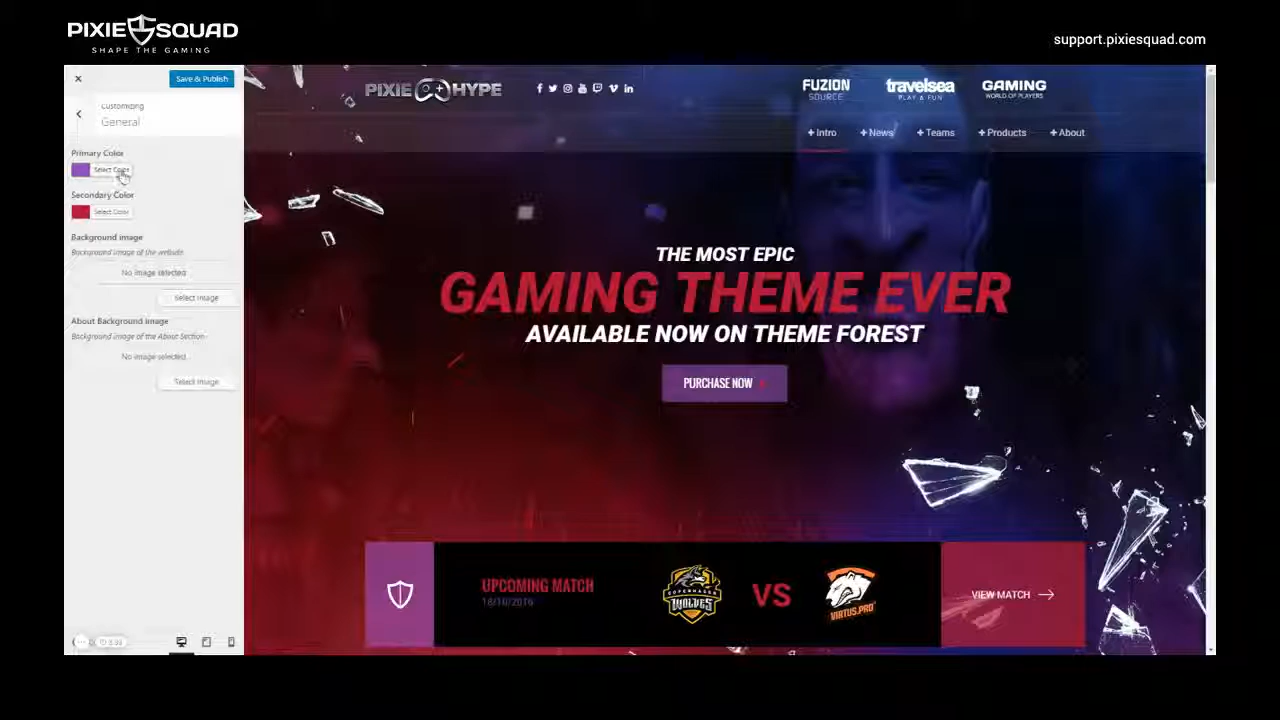 PIXIE SQUAD
SHAPE THE GAMING
support.pixiesquad.com
Save & Publish
Customizing
General
Primary Color
Select Color
Secondary Color
Select Color
Background image
Background image of the website.
No image selected
Select Image
About Background image
Background image of the About Section
No image selected
Select Image
PIXIE HYPE
FUZION
SOURCE
travelsea
PLAY & FUN
GAMING
WORLD OF PLAYERS
+ Intro
+ News
+ Teams
+ Products
+ About
THE MOST EPIC
GAMING THEME EVER
AVAILABLE NOW ON THEME FOREST
PURCHASE NOW
UPCOMING MATCH
18/10/2016
COPENHAGEN
WOLVES
VS
VIRTUS.PRO
VIEW MATCH